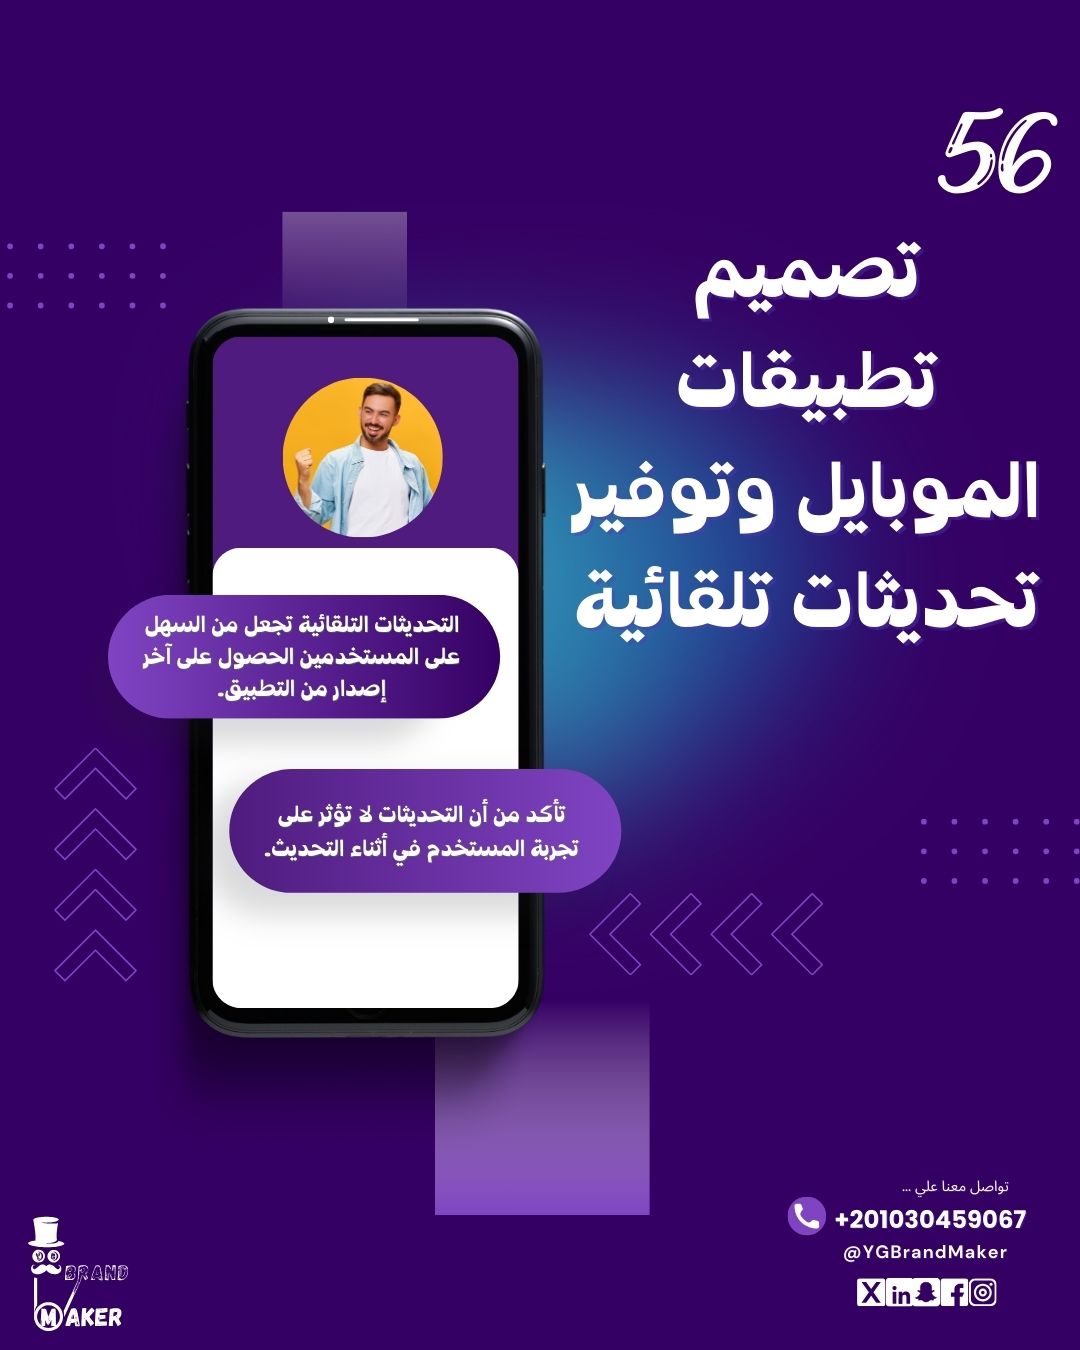 56
تصميم
تطبيقات
الموبايل وتوفير
تحديثات تلقائية
التحديثات التلقائية تجعل من السهل
على المستخدمين الحصول على آخر
إصدار من التطبيق.
تأكد من أن التحديثات لا تؤثر على
تجربة المستخدم في أثناء التحديث.
تواصل معنا علي ...
+201030459067
@YGBrandMaker
BRAND
MAKER